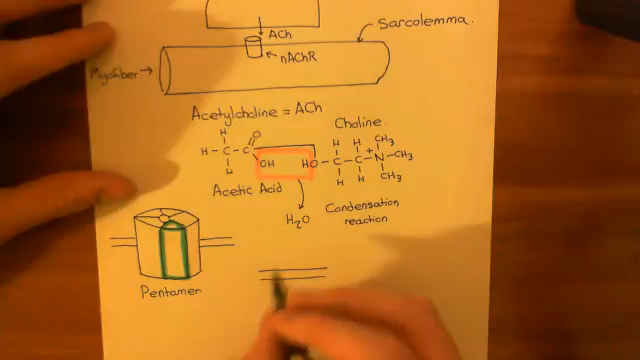 ACh
Sarcolemma.
nAChR
Myofiber
Acetylcholine = ACh
Choline.
H O H H CH3
H - C - C OH HO - C - C - N+ - CH3
H H H CH3
Acetic Acid
H2O
Condensation
reaction
Pentamer